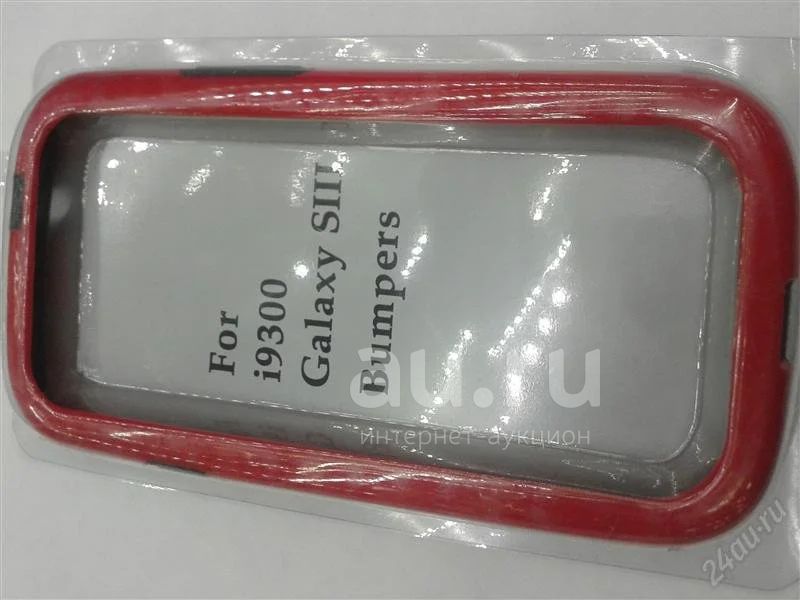 For
i9300
Galaxy SIII
Bumpers
au.ru
интернет-аукцион
24au.ru